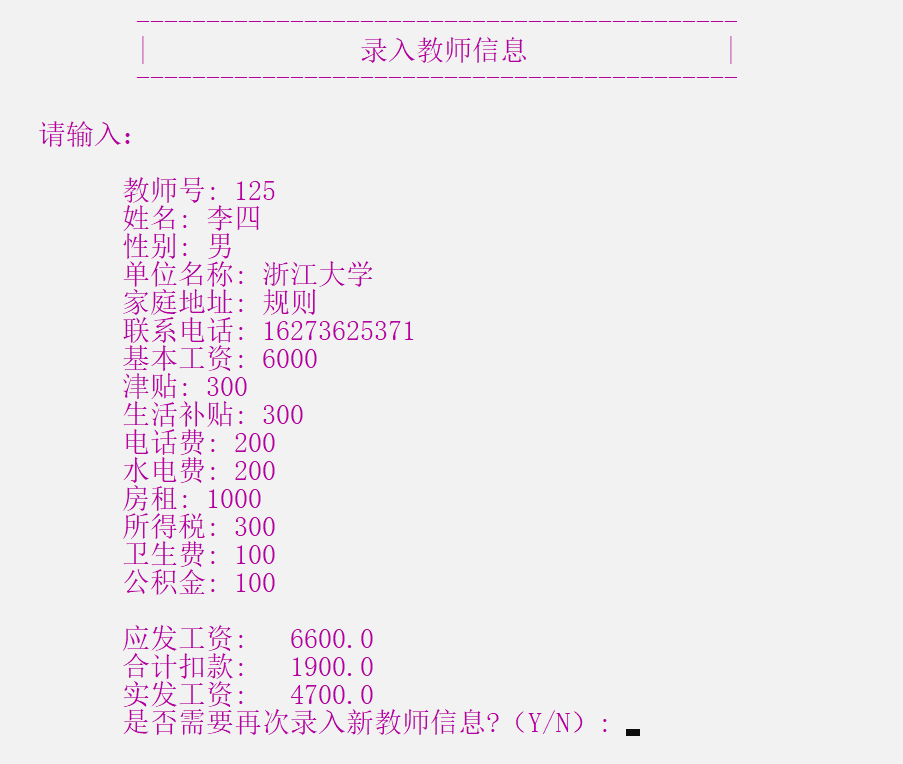 录入教师信息
请输入：
教师号: 125
姓名: 李四
性别: 男
单位名称: 浙江大学
家庭地址: 规则
联系电话: 16273625371
基本工资: 6000
津贴: 300
生活补贴: 300
电话费: 200
水电费: 200
房租: 1000
所得税: 300
卫生费: 100
公积金: 100
应发工资: 6600.0
合计扣款: 1900.0
实发工资: 4700.0
是否需要再次录入新教师信息?（Y/N）: